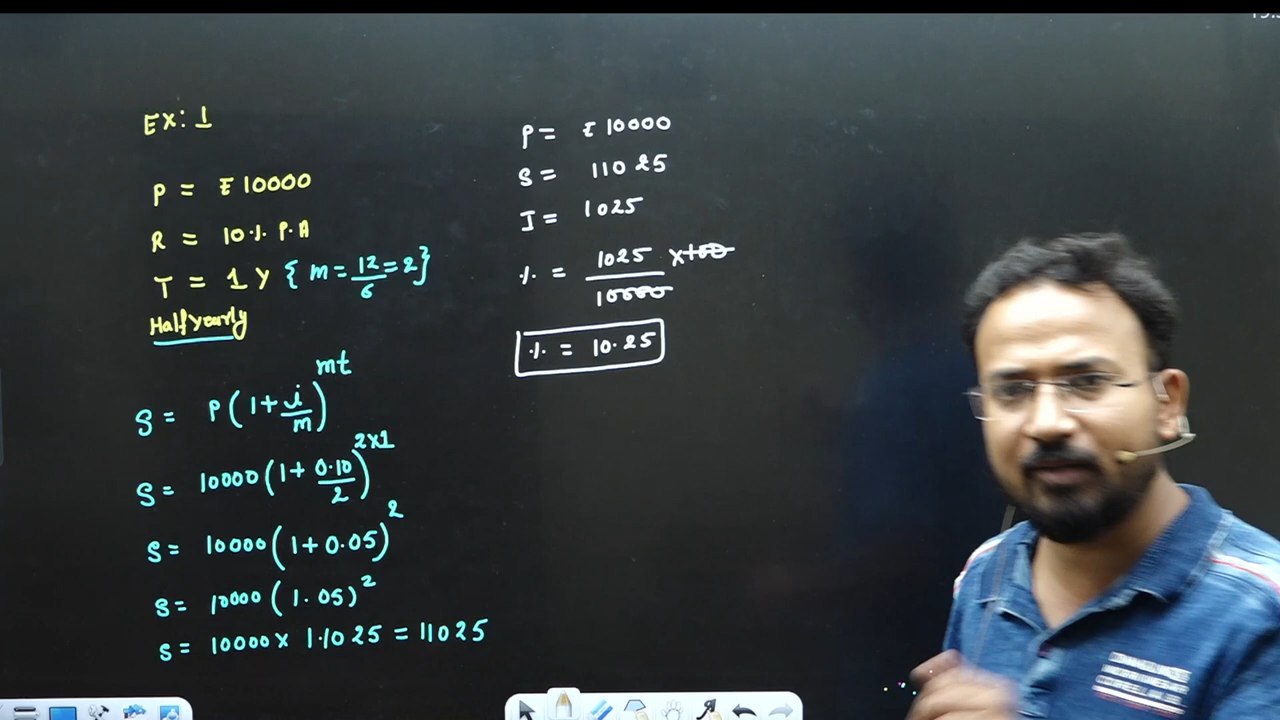 EX: 1
P = ₹ 10000
R = 10% P.A
T = 1 Y { m = 12/6 = 2 }
Half Yearly
S = P(1 + i/m)^mt
S = 10000(1 + 0.10/2)^2x1
S = 10000(1 + 0.05)^2
S = 10000(1.05)^2
S = 10000 x 1.1025 = 11025
P = ₹ 10000
S = 11025
I = 1025
% = 1025/10000 x 100
% = 10.25